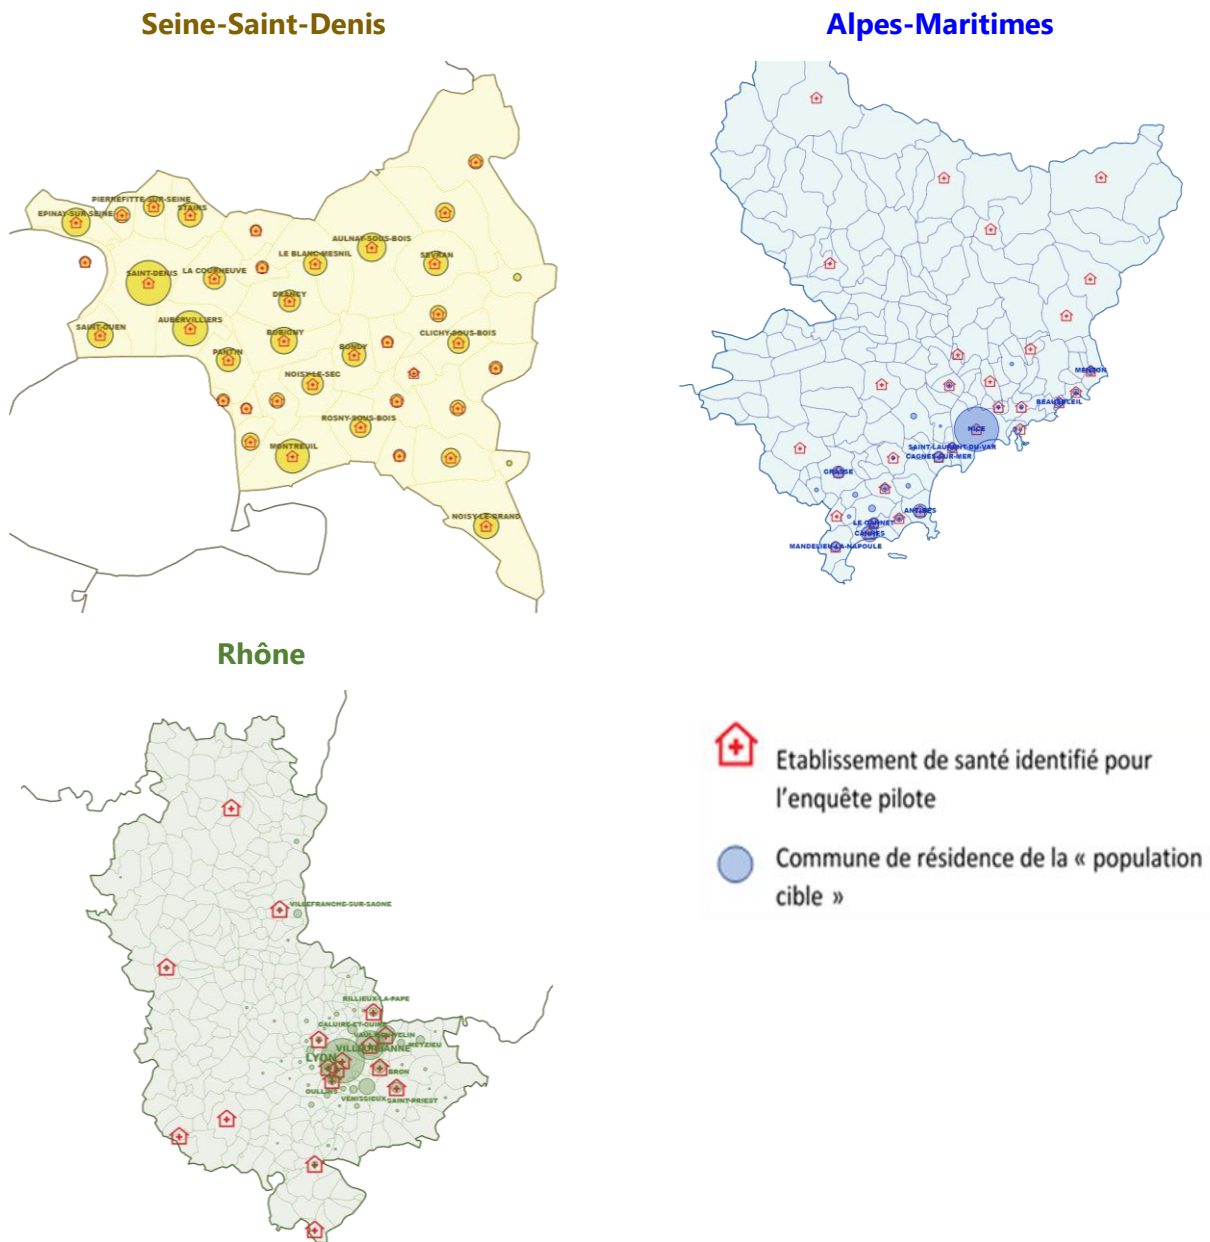 Seine-Saint-Denis
Alpes-Maritimes
PIERREFITTE-SUR-SEINE
EPINAY-SUR-SEINE
STAINS
AULNAY-SOUS-BOIS
LE BLANC-MESNIL
SEVRAN
SAINT-DENIS
LA COURNEUVE
DRANCY
AUBERVILLIERS
SAINT-OUEN
BOBIGNY
CLICHY-SOUS-BOIS
PANTIN
BONDY
NOISY-LE-SEC
ROSNY-SOUS-BOIS
MONTREUIL
NOISY-LE-GRAND
MENTON
BEAUSOLEIL
NICE
SAINT-LAURENT-DU-VAR
CAGNES-SUR-MER
GRASSE
ANTIBES
LE CANNET
CANNES
MANDELIEU-LA-NAPOULE
Rhône
VILLEFRANCHE-SUR-SAONE
RILLIEUX-LA-PAPE
CALUIRE-ET-CUIRE
VAULX-EN-VELIN
MEYZIEU
VILLEURBANNE
LYON
BRON
OULLINS
VENISSIEUX
SAINT-PRIEST
Etablissement de santé identifié pour
l'enquête pilote
Commune de résidence de la « population
cible »